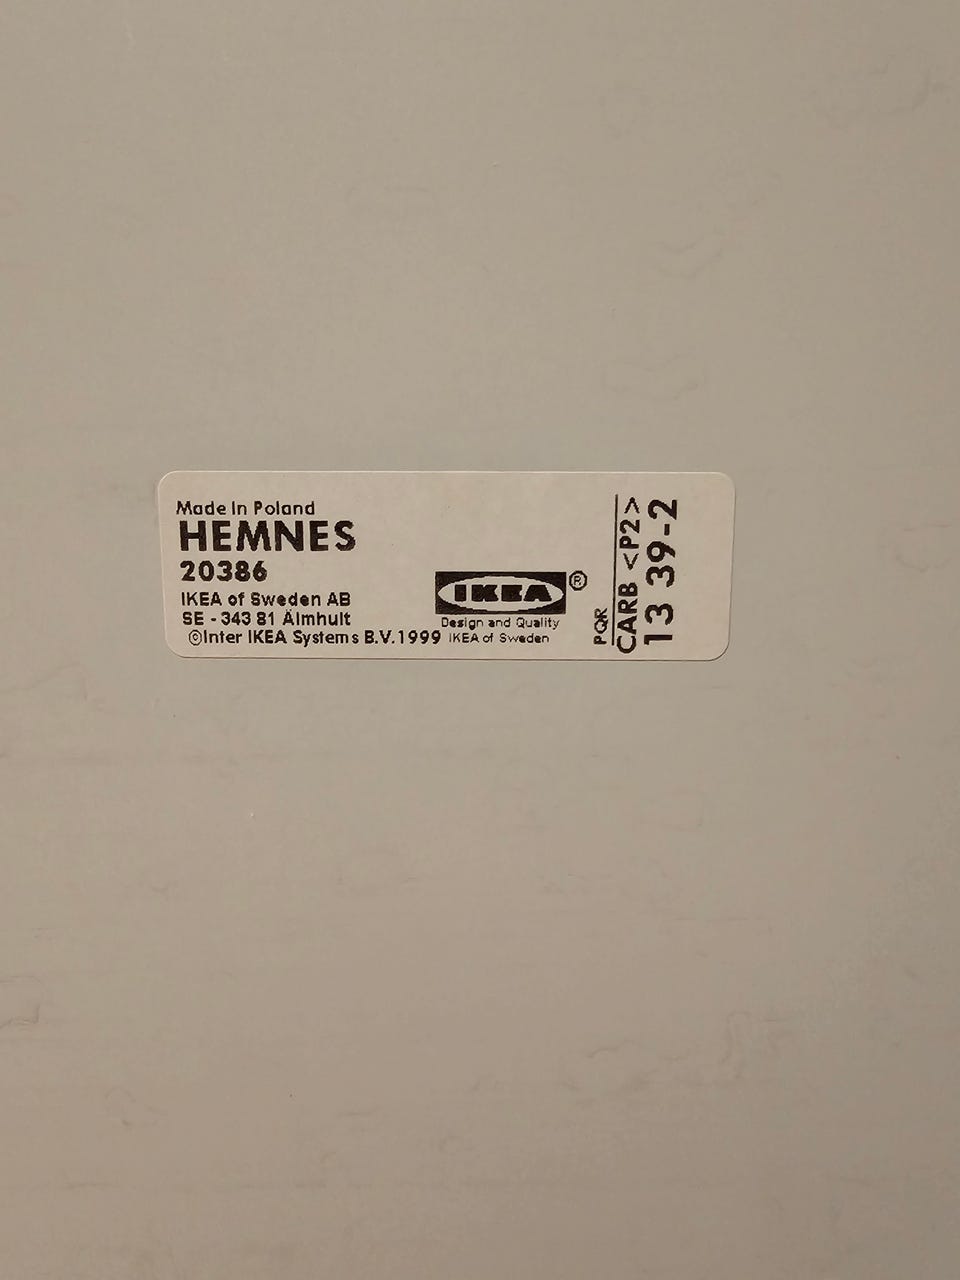 Made In Poland
HEMNES
20386
IKEA of Sweden AB
SE - 343 81 Älmhult
©Inter IKEA Systems B.V. 1999
IKEA®
Design and Quality
IKEA of Sweden
PQR
CARB <P2>
13 39-2